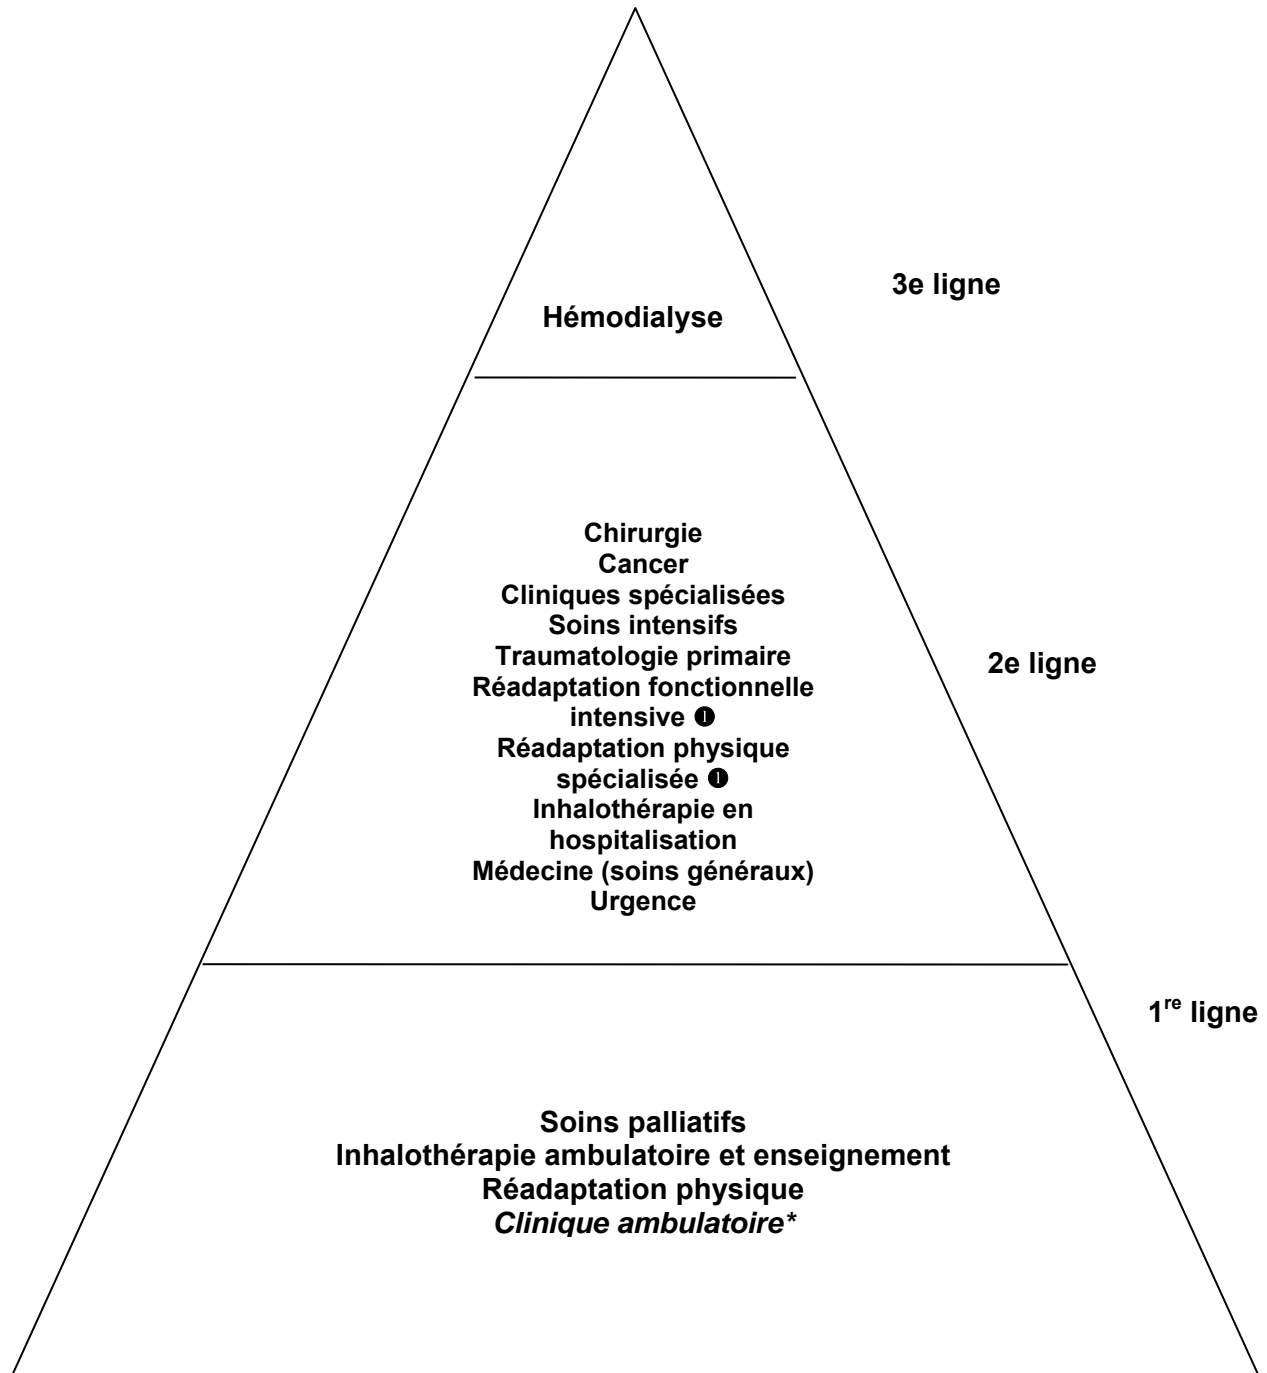 3e ligne
Hémodialyse
Chirurgie
Cancer
Cliniques spécialisées
Soins intensifs
Traumatologie primaire
2e ligne
Réadaptation fonctionnelle
intensive ❶
Réadaptation physique
spécialisée ❶
Inhalothérapie en
hospitalisation
Médecine (soins généraux)
Urgence
1re ligne
Soins palliatifs
Inhalothérapie ambulatoire et enseignement
Réadaptation physique
Clinique ambulatoire*